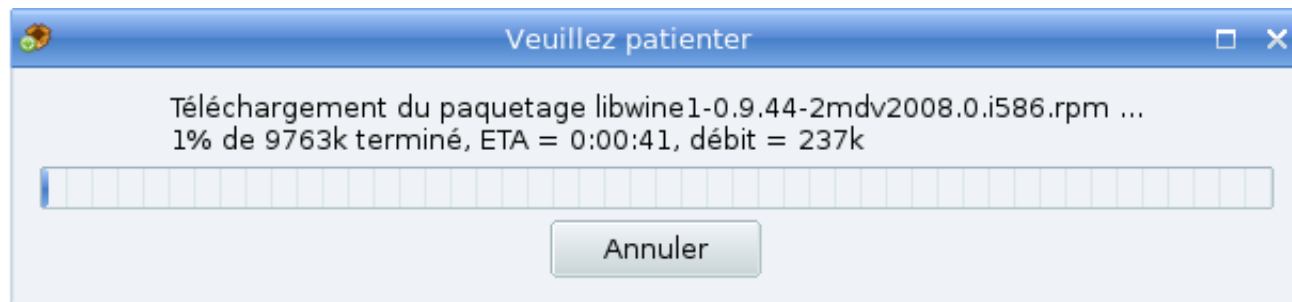 Veuillez patienter
Téléchargement du paquetage libwine1-0.9.44-2mdv2008.0.i586.rpm ...
1% de 9763k terminé, ETA = 0:00:41, débit = 237k
Annuler